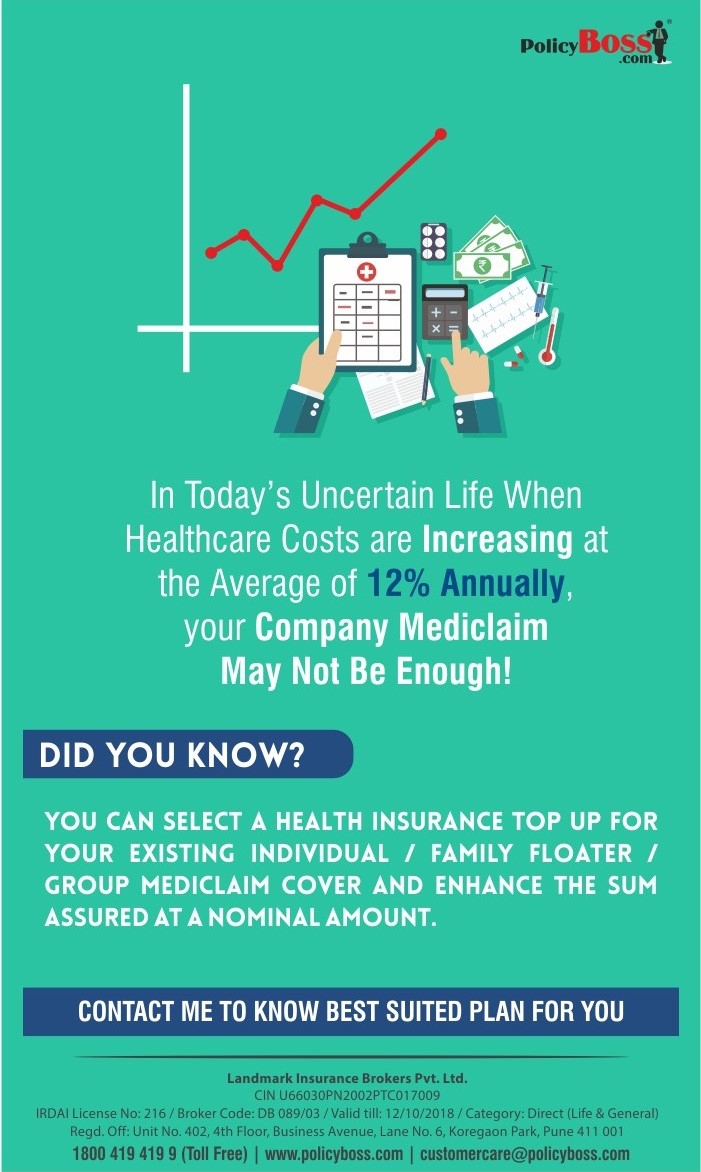 PolicyBoss®
.com
In Today's Uncertain Life When
Healthcare Costs are Increasing at
the Average of 12% Annually,
your Company Mediclaim
May Not Be Enough!
DID YOU KNOW?
YOU CAN SELECT A HEALTH INSURANCE TOP UP FOR
YOUR EXISTING INDIVIDUAL / FAMILY FLOATER /
GROUP MEDICLAIM COVER AND ENHANCE THE SUM
ASSURED AT A NOMINAL AMOUNT.
CONTACT ME TO KNOW BEST SUITED PLAN FOR YOU
Landmark Insurance Brokers Pvt. Ltd.
CIN U66030PN2002PTC017009
IRDAI License No: 216 / Broker Code: DB 089/03 / Valid till: 12/10/2018 / Category: Direct (Life & General)
Regd. Off: Unit No. 402, 4th Floor, Business Avenue, Lane No. 6, Koregaon Park, Pune 411 001
1800 419 419 9 (Toll Free) | www.policyboss.com | customercare@policyboss.com